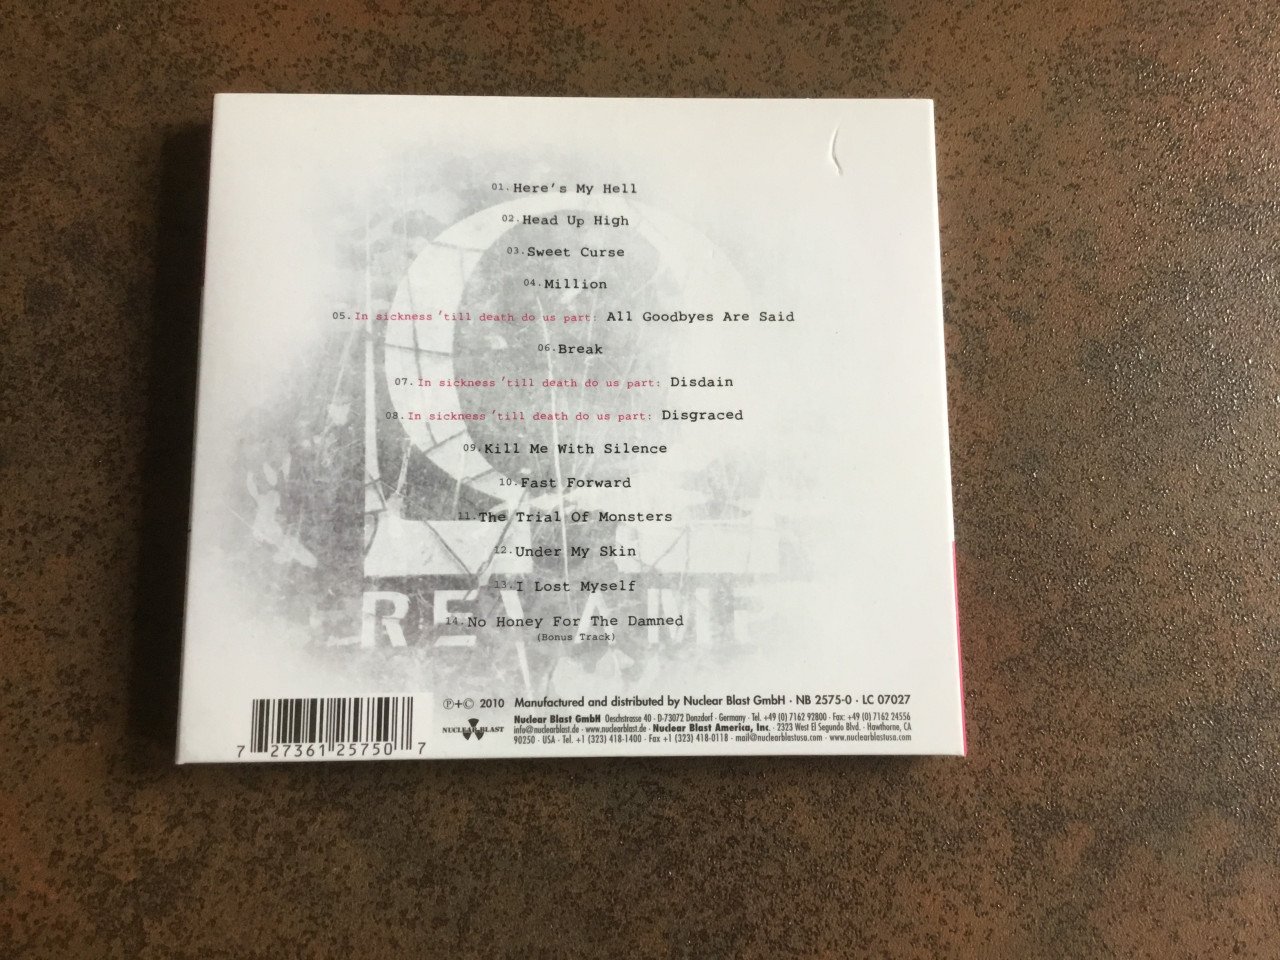 01. Here's My Hell
02. Head Up High
03. Sweet Curse
04. Million
05. In sickness 'till death do us part: All Goodbyes Are Said
06. Break
07. In sickness 'till death do us part: Disdain
08. In sickness 'till death do us part: Disgraced
09. Kill Me With Silence
10. Fast Forward
11. The Trial Of Monsters
12. Under My Skin
13. I Lost Myself
REVAMP
14. No Honey For The Damned
(Bonus Track)
7 27361 25750 7
NUCLEAR BLAST
℗+© 2010 Manufactured and distributed by Nuclear Blast GmbH · NB 2575-0 · LC 07027
Nuclear Blast GmbH Oeschstrasse 40 · D-73072 Donzdorf · Germany · Tel. +49 (0) 7162 92800 · Fax: +49 (0) 7162 24556
info@nuclearblast.de · www.nuclearblast.de · Nuclear Blast America, Inc. · 2323 West El Segundo Blvd. · Hawthorne, CA
90250 · USA · Tel. +1 (323) 418-1400 · Fax +1 (323) 418-0118 · mail@nuclearblastusa.com · www.nuclearblastusa.com